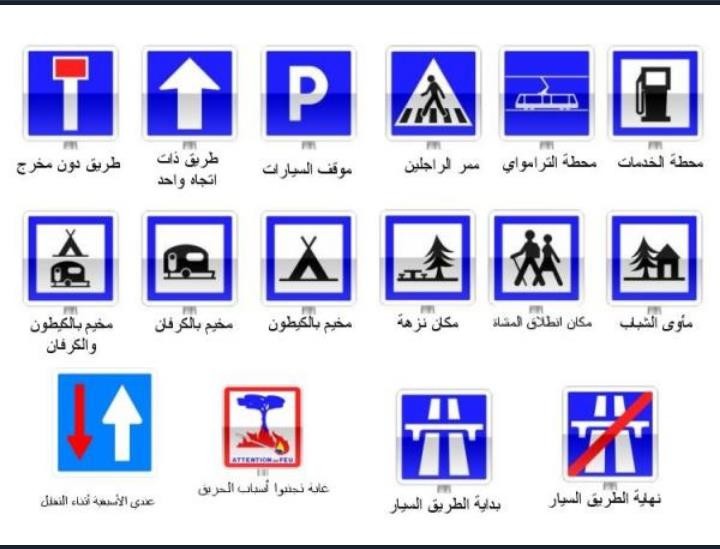 P
طريق دون مخرج
طريق ذات
اتجاه واحد
موقف السيارات
ممر الراجلين
محطة الترامواي
محطة الخدمات
مخيم بالكيطون
والكرفان
مخيم بالكرفان
مخيم بالكيطون
مكان نزهة
مكان انطلاق المشاة
مأوى الشباب
ATTENTION AU FEU
عندي الأسبقية أثناء التنقل
غابة تجنبوا أسباب الحريق
بداية الطريق السيار
نهاية الطريق السيار